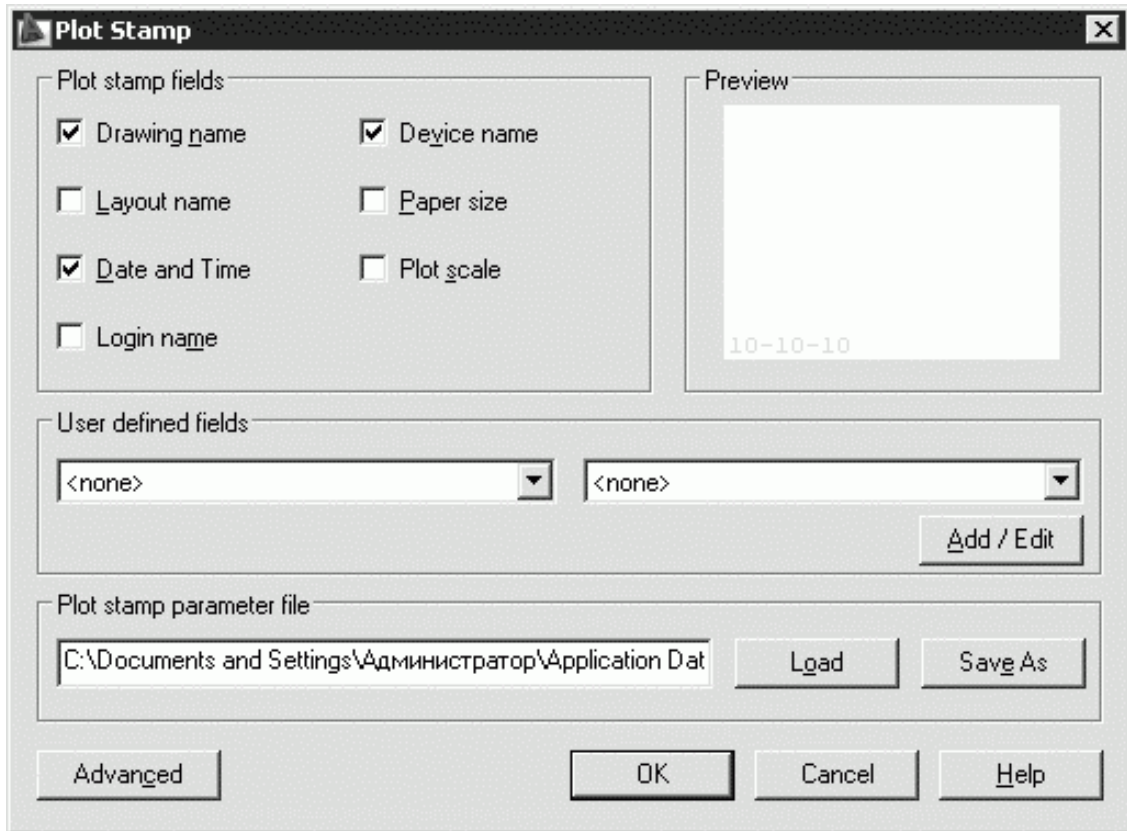 Plot Stamp
Plot stamp fields
Drawing name
Device name
Layout name
Paper size
Date and Time
Plot scale
Login name
Preview
10-10-10
User defined fields
<none>
<none>
Add / Edit
Plot stamp parameter file
C:\Documents and Settings\Администратор\Application Dat
Load
Save As
Advanced
OK
Cancel
Help